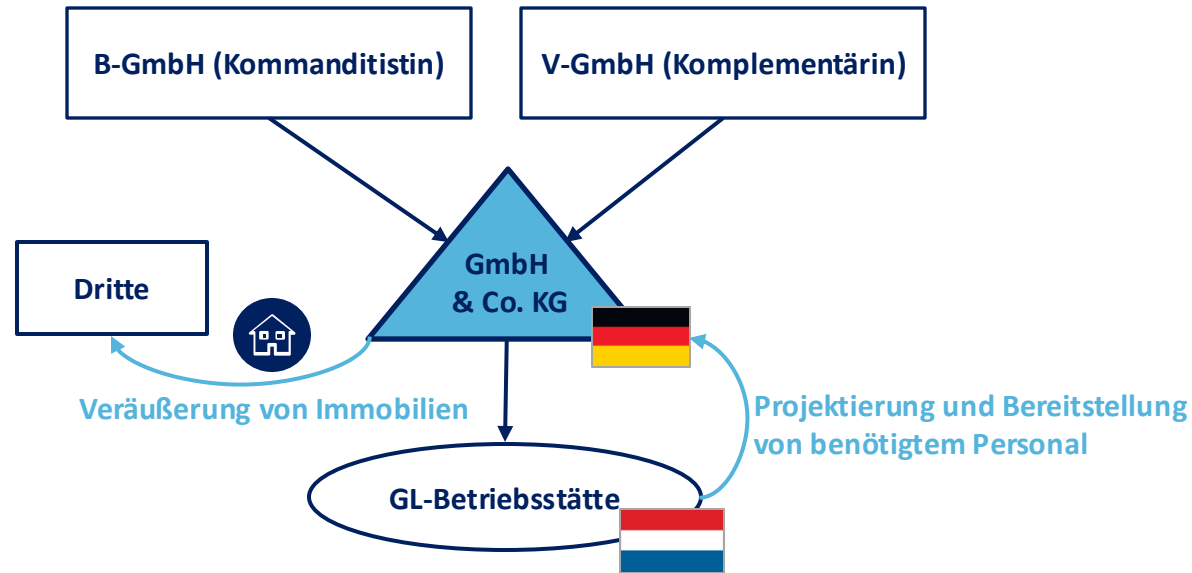 B-GmbH (Kommanditistin)
V-GmbH (Komplementärin)
GmbH
& Co. KG
Dritte
Veräußerung von Immobilien
Projektierung und Bereitstellung
von benötigtem Personal
GL-Betriebsstätte